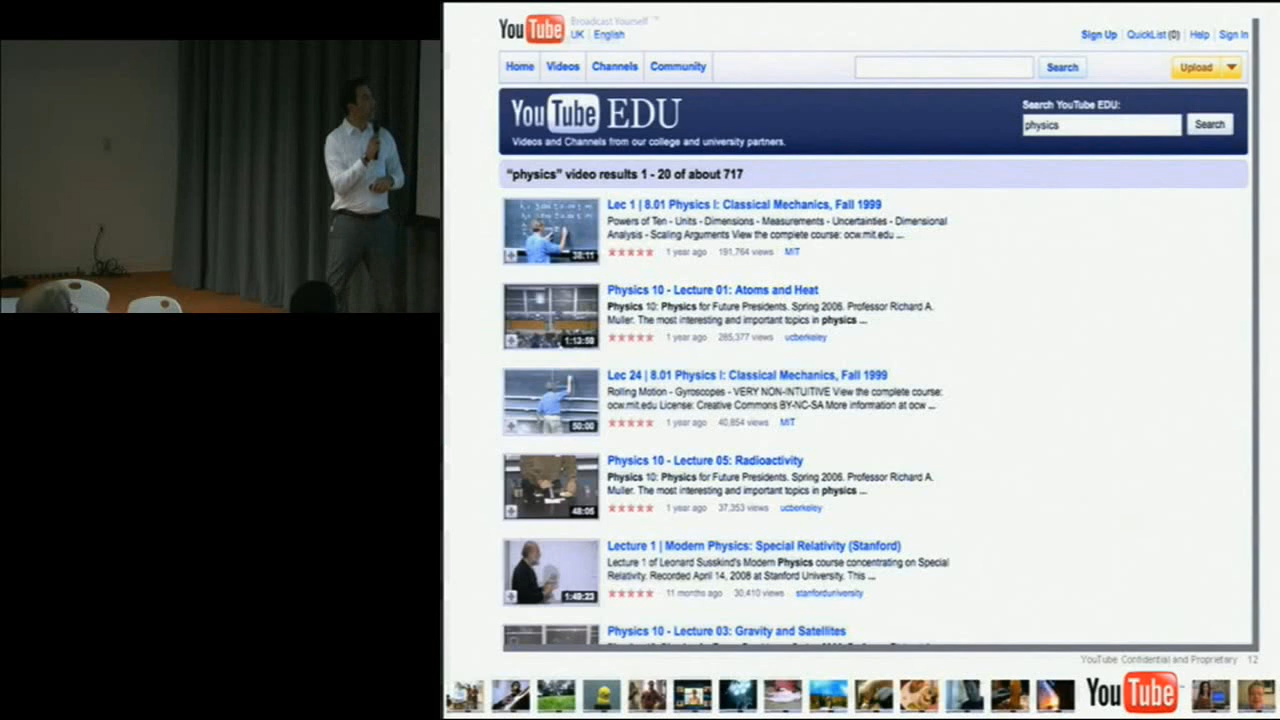 YouTube Broadcast Yourself ™
UK | English
Sign Up | QuickList (0) | Help | Sign In
Home Videos Channels Community Search Upload
YouTube EDU
Videos and Channels from our college and university partners.
Search YouTube EDU:
physics Search
“physics” video results 1 - 20 of about 717
Lec 1 | 8.01 Physics I: Classical Mechanics, Fall 1999
Powers of Ten - Units - Dimensions - Measurements - Uncertainties - Dimensional
Analysis - Scaling Arguments View the complete course: ocw.mit.edu ...
38:11
1 year ago 191,764 views MIT
Physics 10 - Lecture 01: Atoms and Heat
Physics 10: Physics for Future Presidents. Spring 2006. Professor Richard A.
Muller. The most interesting and important topics in physics ...
1:13:58
1 year ago 265,377 views ucberkeley
Lec 24 | 8.01 Physics I: Classical Mechanics, Fall 1999
Rolling Motion - Gyroscopes - VERY NON-INTUITIVE View the complete course:
ocw.mit.edu License: Creative Commons BY-NC-SA More information at ocw ...
50:00
1 year ago 40,654 views MIT
Physics 10 - Lecture 05: Radioactivity
Physics 10: Physics for Future Presidents. Spring 2006. Professor Richard A.
Muller. The most interesting and important topics in physics ...
48:05
1 year ago 37,353 views ucberkeley
Lecture 1 | Modern Physics: Special Relativity (Stanford)
Lecture 1 of Leonard Susskind's Modern Physics course concentrating on Special
Relativity. Recorded April 14, 2008 at Stanford University. This ...
1:49:23
11 months ago 30,410 views stanforduniversity
Physics 10 - Lecture 03: Gravity and Satellites
YouTube Confidential and Proprietary 12
YouTube